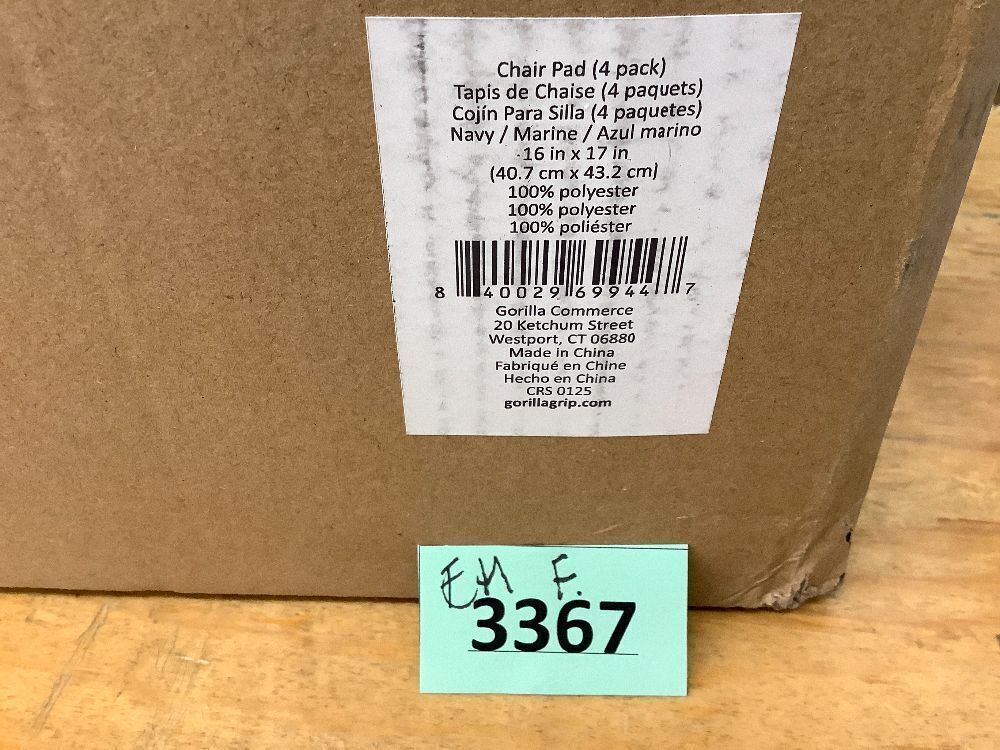 Chair Pad (4 pack)
Tapis de Chaise (4 paquets)
Cojín Para Silla (4 paquetes)
Navy / Marine / Azul marino
16 in x 17 in
(40.7 cm x 43.2 cm)
100% polyester
100% polyester
100% poliéster
8 40029 69944 7
Gorilla Commerce
20 Ketchum Street
Westport, CT 06880
Made in China
Fabriqué en Chine
Hecho en China
CRS 0125
gorillagrip.com
EM F.
3367